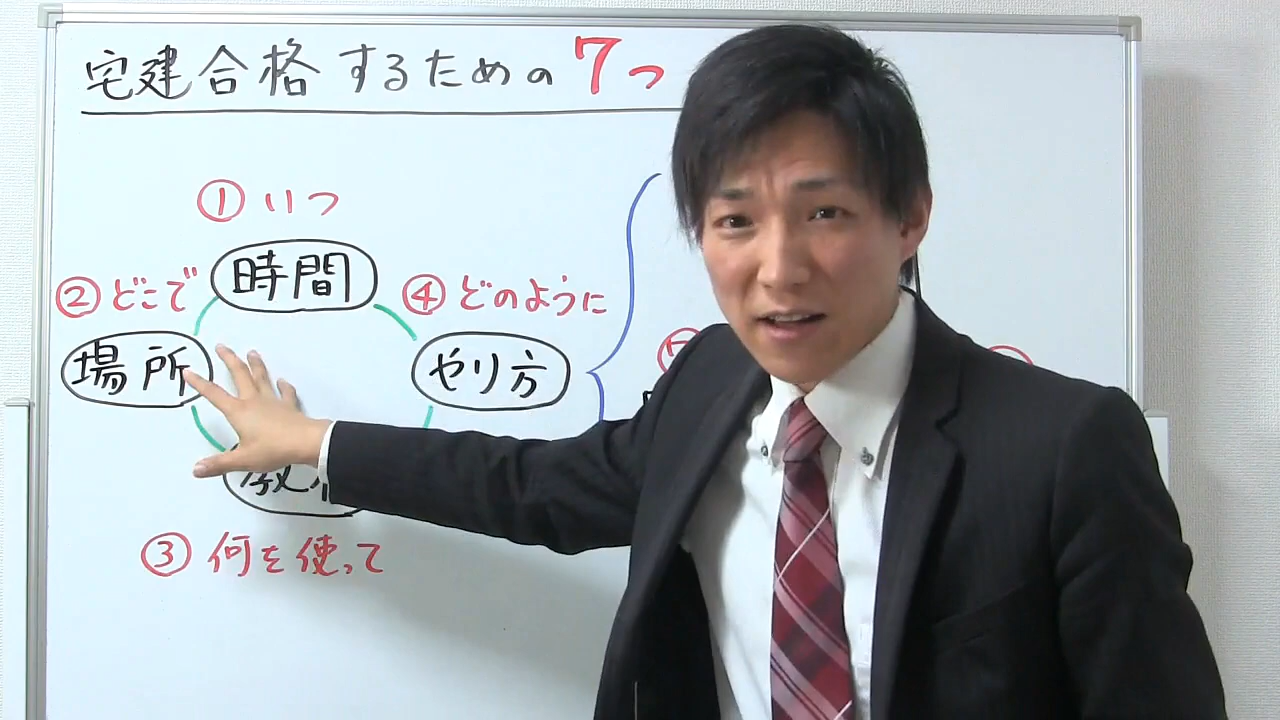 宅建合格するための7つ
① いつ
時間
② どこで
④ どのように
場所
やり方
教
③ 何を使って